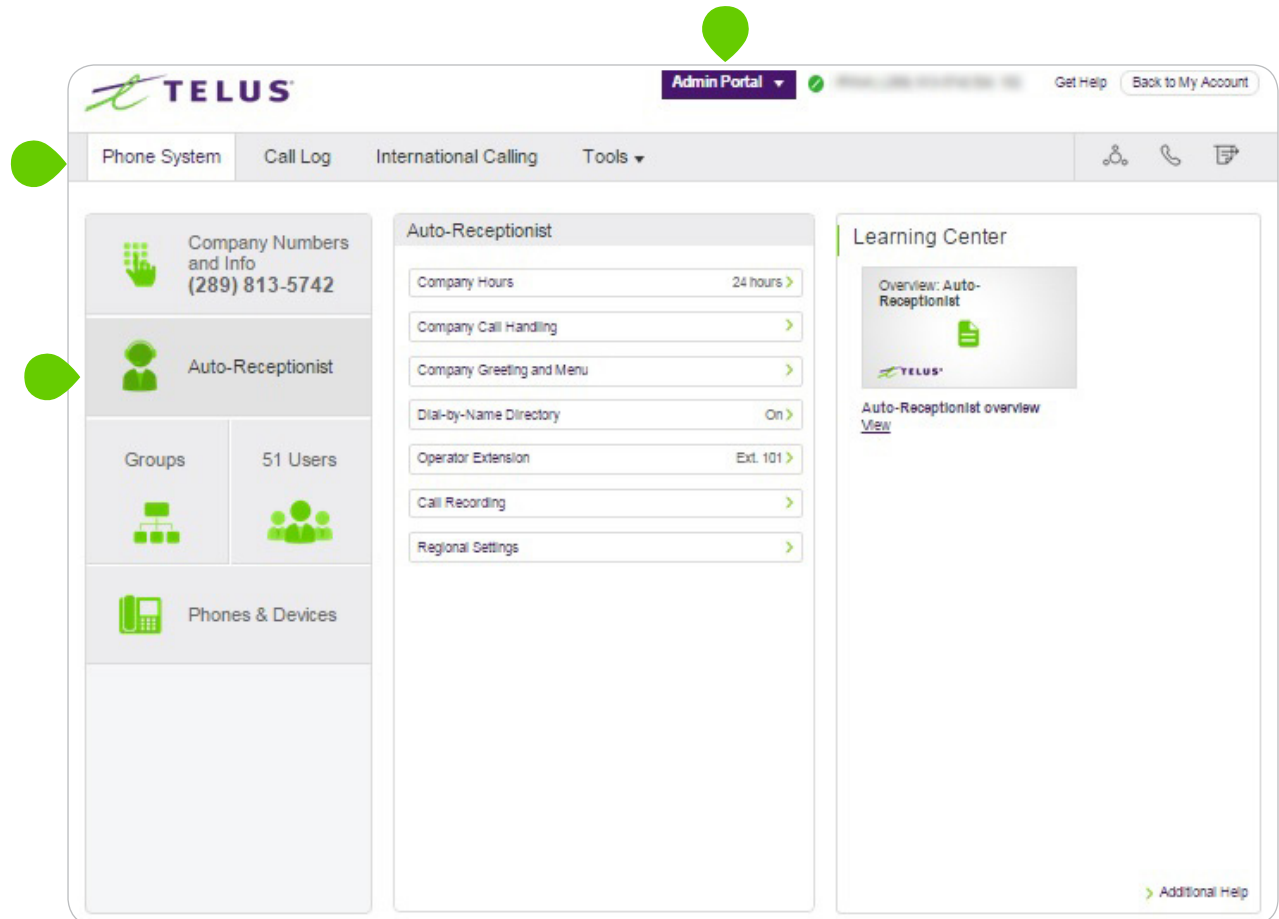 TELUS
Admin Portal
Get Help
Back to My Account
Phone System
Call Log
International Calling
Tools
Company Numbers
and Info
(289) 813-5742
Auto-Receptionist
Groups
51 Users
Phones & Devices
Auto-Receptionist
Company Hours 24 hours
Company Call Handling
Company Greeting and Menu
Dial-by-Name Directory On
Operator Extension Ext. 101
Call Recording
Regional Settings
Learning Center
Overview: Auto-
Receptionist
TELUS
Auto-Receptionist overview
View
Additional Help